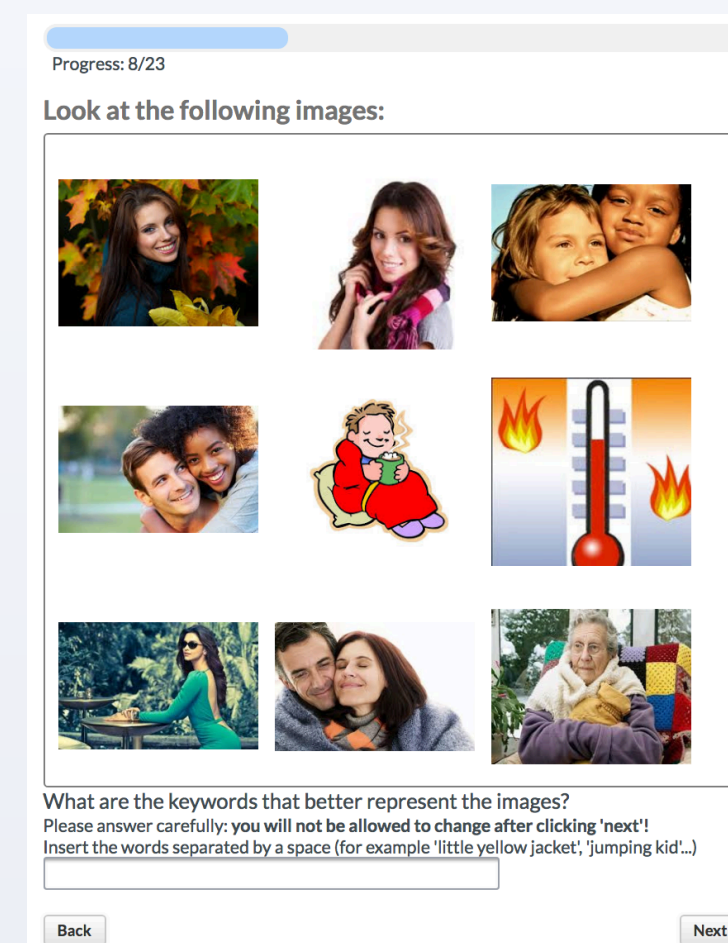 Progress: 8/23
Look at the following images:
What are the keywords that better represent the images?
Please answer carefully: you will not be allowed to change after clicking 'next'!
Insert the words separated by a space (for example 'little yellow jacket', 'jumping kid'...)
Back
Next